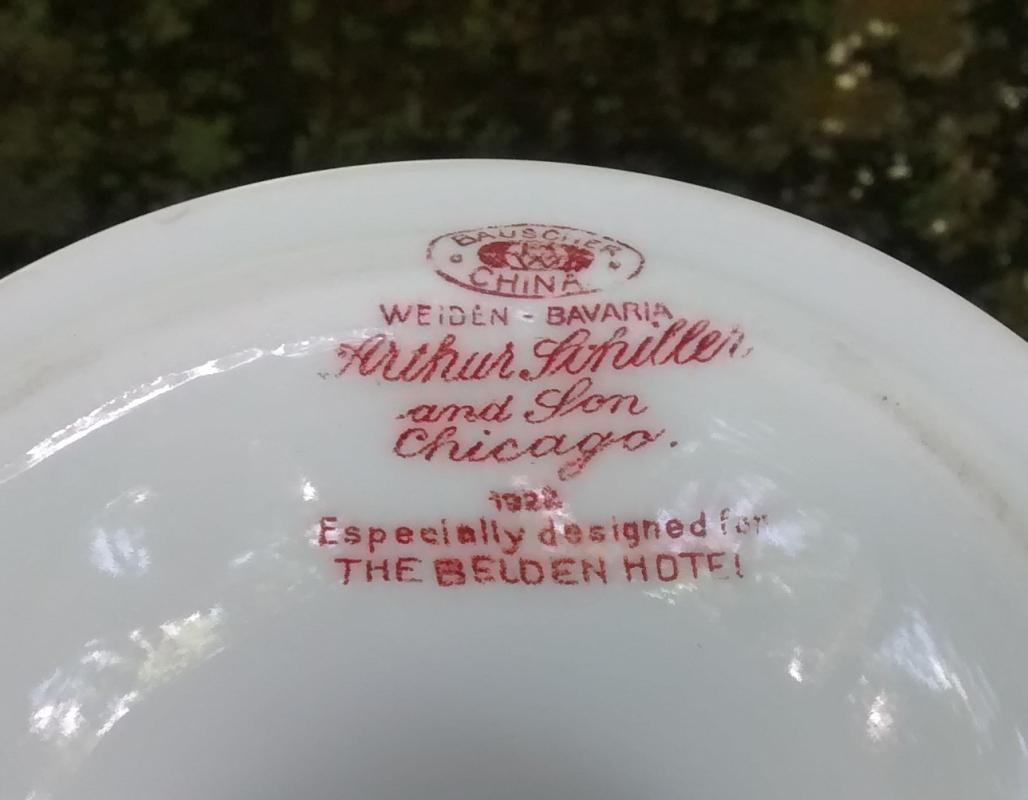 BAUSCHER
CHINA
WEIDEN - BAVARIA
Arthur Schiller
and Son
Chicago.
Especially designed for
THE BELDEN HOTEL